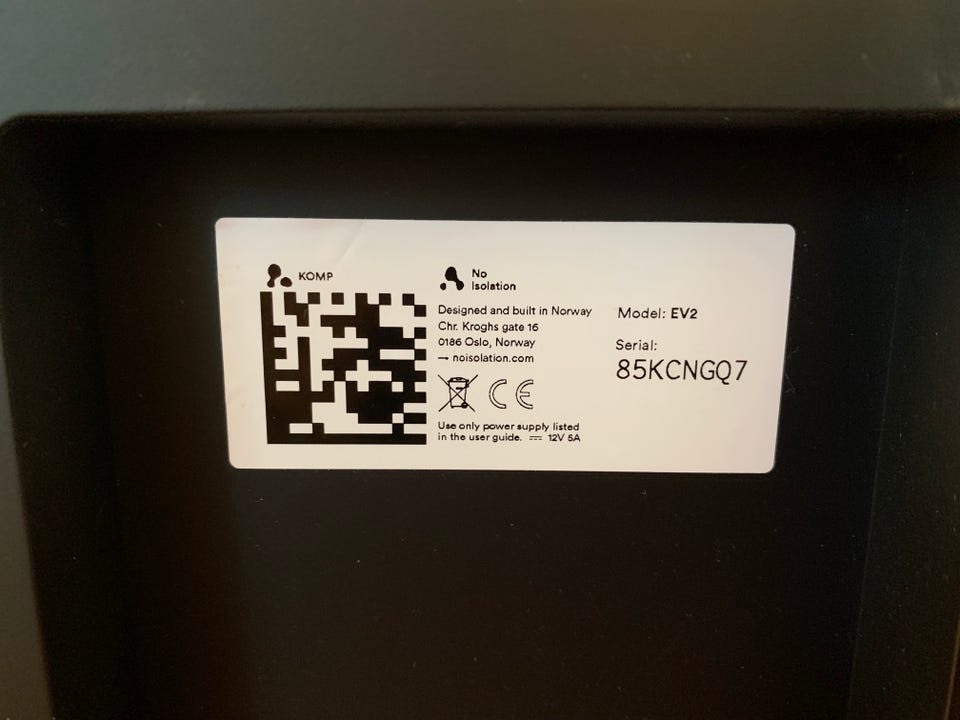 KOMP
No
Isolation
Designed and built in Norway
Chr. Kroghs gate 16
0186 Oslo, Norway
→ noisolation.com
CE
Use only power supply listed
in the user guide. ⎓ 12V 5A
Model: EV2
Serial:
85KCNGQ7